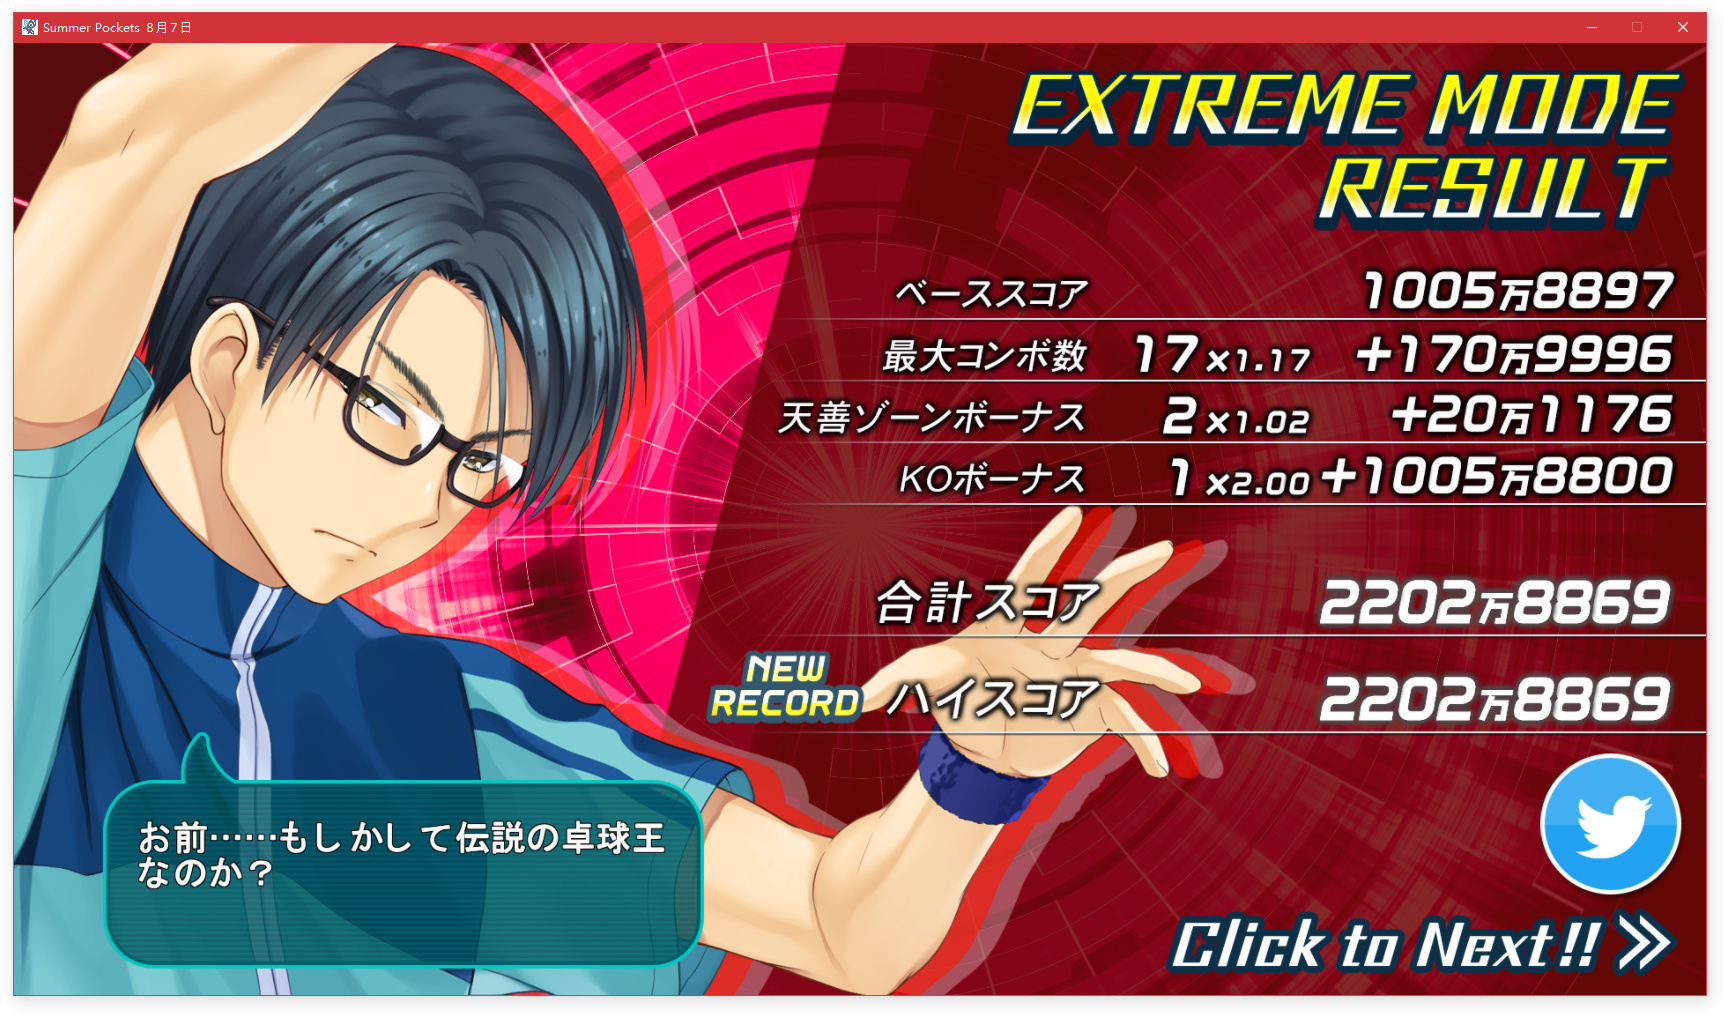 Summer Pockets 8月7日
EXTREME MODE
RESULT
ベーススコア 1005万8897
最大コンボ数 17×1.17 +170万9996
天善ゾーンボーナス 2×1.02 +20万1176
KOボーナス 1×2.00 +1005万8800
合計スコア 2202万8869
NEW
RECORD
ハイスコア 2202万8869
お前……もしかして伝説の卓球王
なのか？
Click to Next!!